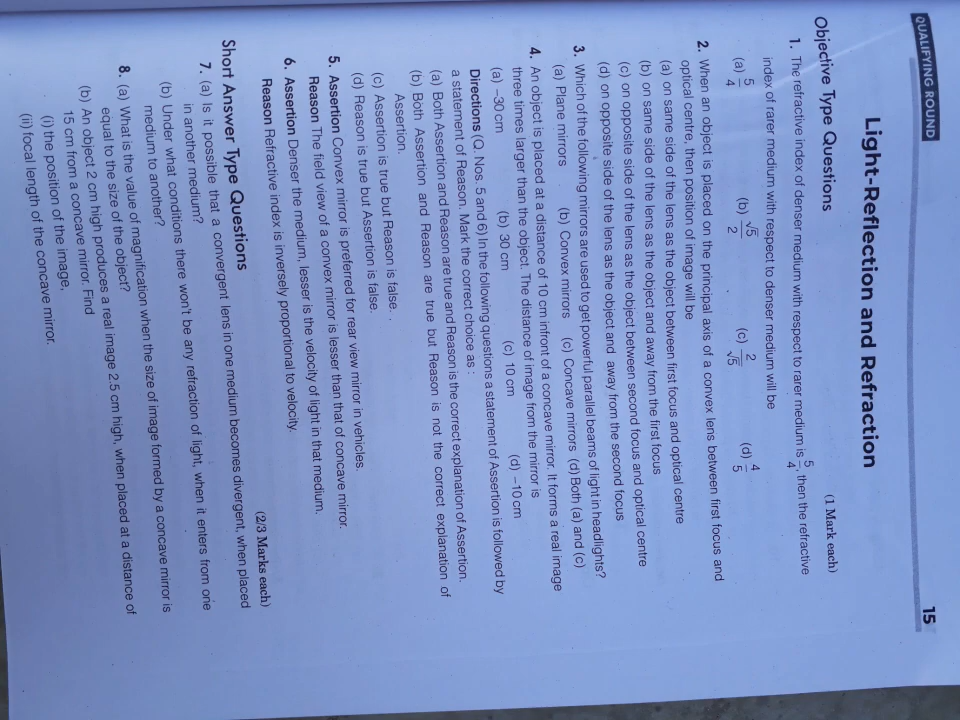 QUALIFYING ROUND
15
Light-Reflection and Refraction
Objective Type Questions (1 Mark each)
1. The refractive index of denser medium with respect to rarer medium is 5/4, then the refractive
index of rarer medium with respect to denser medium will be
(a) 5/4 (b) √5/2 (c) 2/√5 (d) 4/5
2. When an object is placed on the principal axis of a convex lens between first focus and
optical centre, then position of image will be
(a) on same side of the lens as the object between first focus and optical centre
(b) on same side of the lens as the object and away from the first focus
(c) on opposite side of the lens as the object between second focus and optical centre
(d) on opposite side of the lens as the object and away from the second focus
3. Which of the following mirrors are used to get powerful parallel beams of light in headlights?
(a) Plane mirrors (b) Convex mirrors (c) Concave mirrors (d) Both (a) and (c)
4. An object is placed at a distance of 10 cm infront of a concave mirror. It forms a real image
three times larger than the object. The distance of image from the mirror is
(a) –30 cm (b) 30 cm (c) 10 cm (d) –10 cm
Directions (Q. Nos. 5 and 6) In the following questions a statement of Assertion is followed by
a statement of Reason. Mark the correct choice as :
(a) Both Assertion and Reason are true and Reason is the correct explanation of Assertion.
(b) Both Assertion and Reason are true but Reason is not the correct explanation of
Assertion.
(c) Assertion is true but Reason is false.
(d) Reason is true but Assertion is false.
5. Assertion Convex mirror is preferred for rear view mirror in vehicles.
Reason The field view of a convex mirror is lesser than that of concave mirror.
6. Assertion Denser the medium, lesser is the velocity of light in that medium.
Reason Refractive index is inversely proportional to velocity.
Short Answer Type Questions (2/3 Marks each)
7. (a) Is it possible that a convergent lens in one medium becomes divergent, when placed
in another medium?
(b) Under what conditions there won't be any refraction of light, when it enters from one
medium to another?
8. (a) What is the value of magnification when the size of image formed by a concave mirror is
equal to the size of the object?
(b) An object 2 cm high produces a real image 2.5 cm high, when placed at a distance of
15 cm from a concave mirror. Find
(i) the position of the image,
(ii) focal length of the concave mirror.